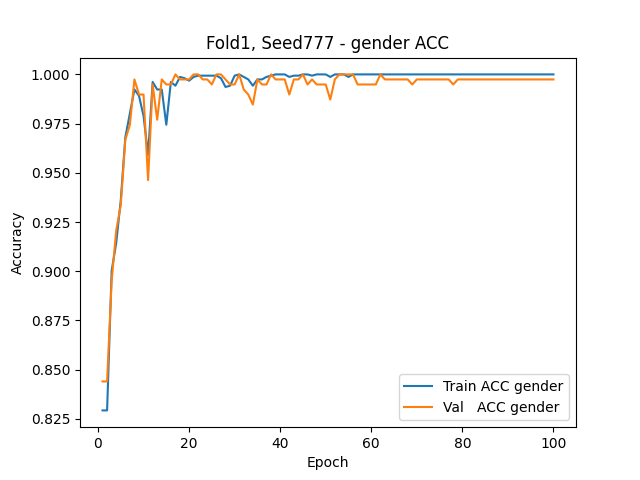 Fold1, Seed777 - gender ACC
1.000
0.975
0.950
0.925
0.900
0.875
0.850
0.825
Accuracy
0 20 40 60 80 100
Epoch
Train ACC gender
Val   ACC gender